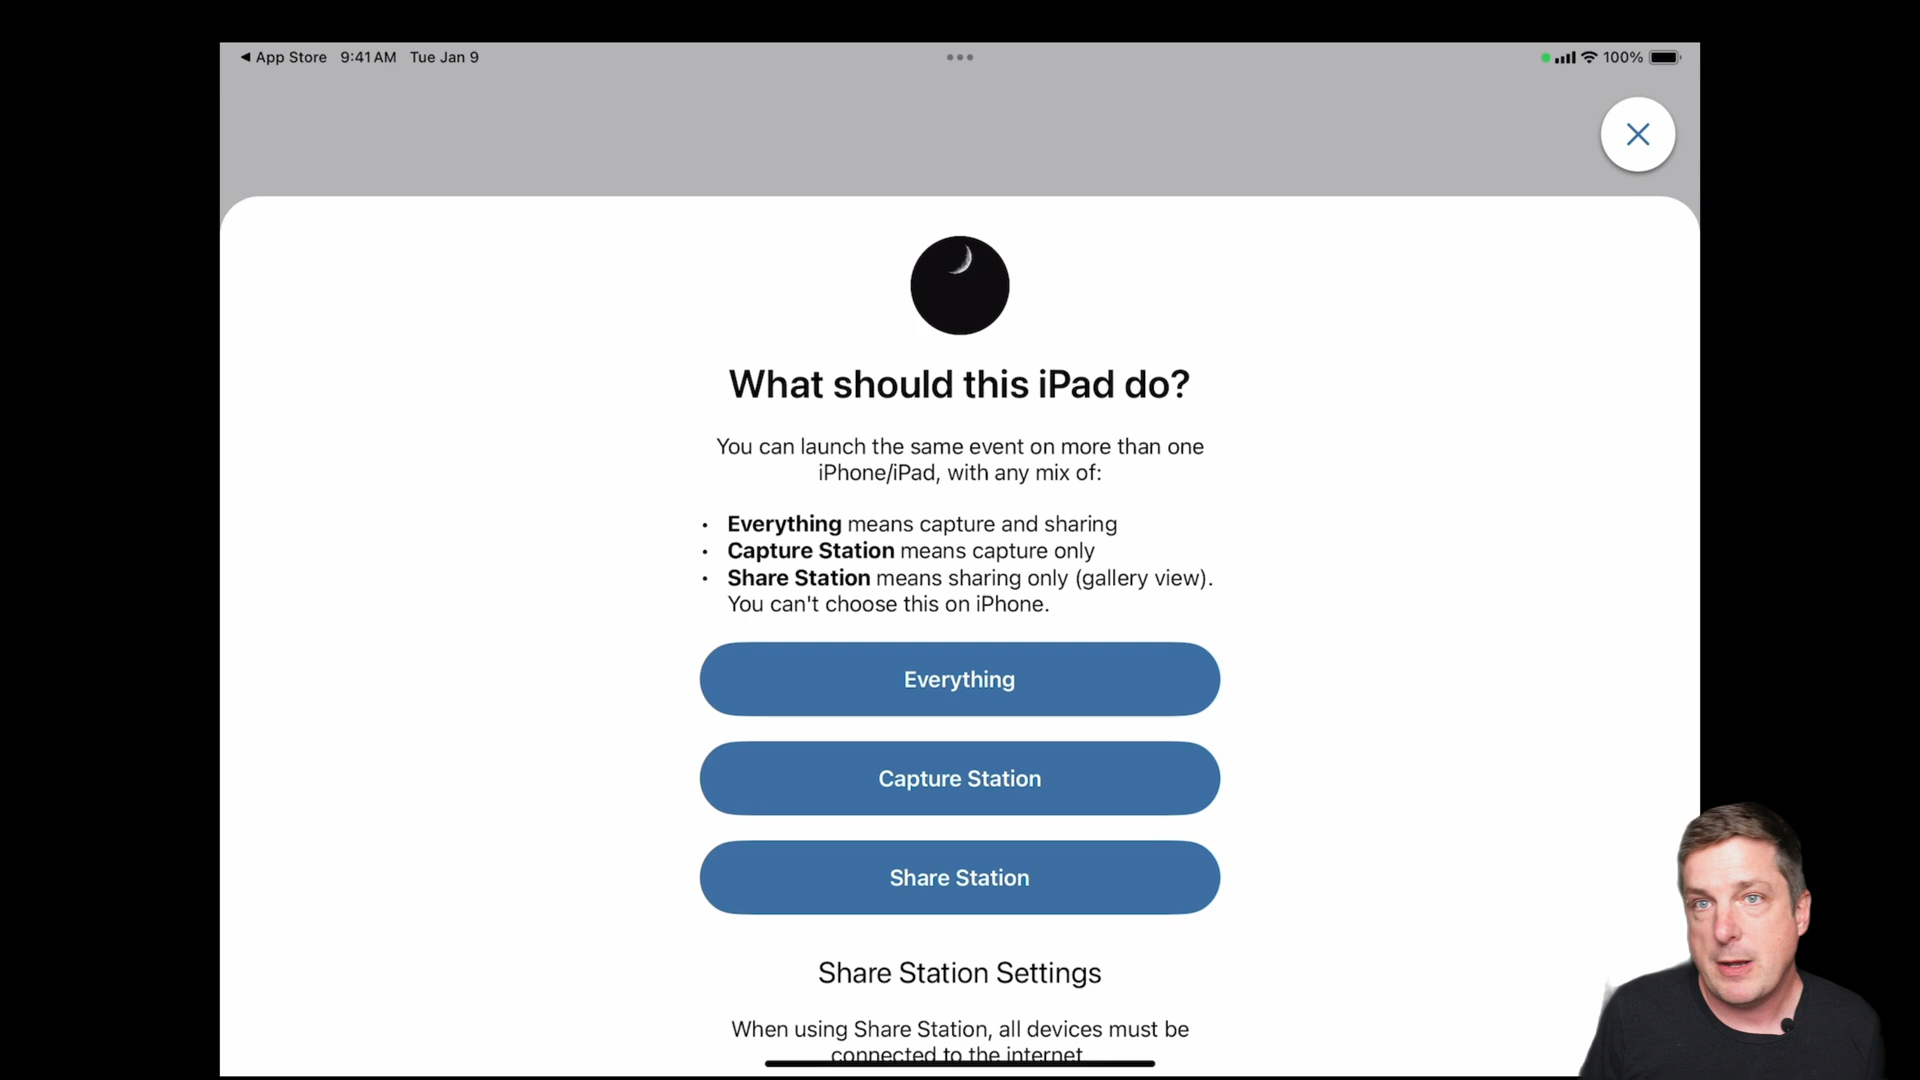 ◀ App Store 9:41 AM Tue Jan 9
100%
What should this iPad do?
You can launch the same event on more than one
iPhone/iPad, with any mix of:
• Everything means capture and sharing
• Capture Station means capture only
• Share Station means sharing only (gallery view).
You can't choose this on iPhone.
Everything
Capture Station
Share Station
Share Station Settings
When using Share Station, all devices must be
connected to the internet